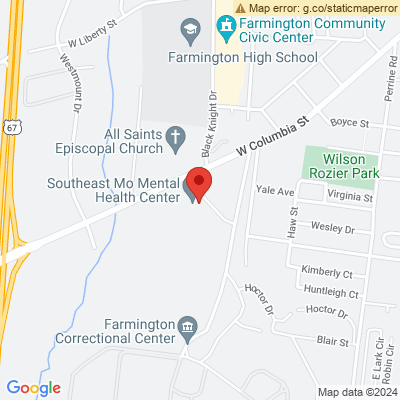 Map error: g.co/staticmaperror
W Liberty St
Farmington Community
Civic Center
Farmington High School
Westmount Dr
Perrine Rd
Black Knight Dr
W Columbia St
Boyce St
67
All Saints
Episcopal Church
Wilson
Rozier Park
Southeast Mo Mental
Health Center
Yale Ave
Virginia St
Haw St
Wesley Dr
Kimberly Ct
Huntleigh Ct
Hoctor Dr
Hoctor Dr
Farmington
Correctional Center
Blair St
E Lark Cir
Robin Cir
Google
Map data ©2024